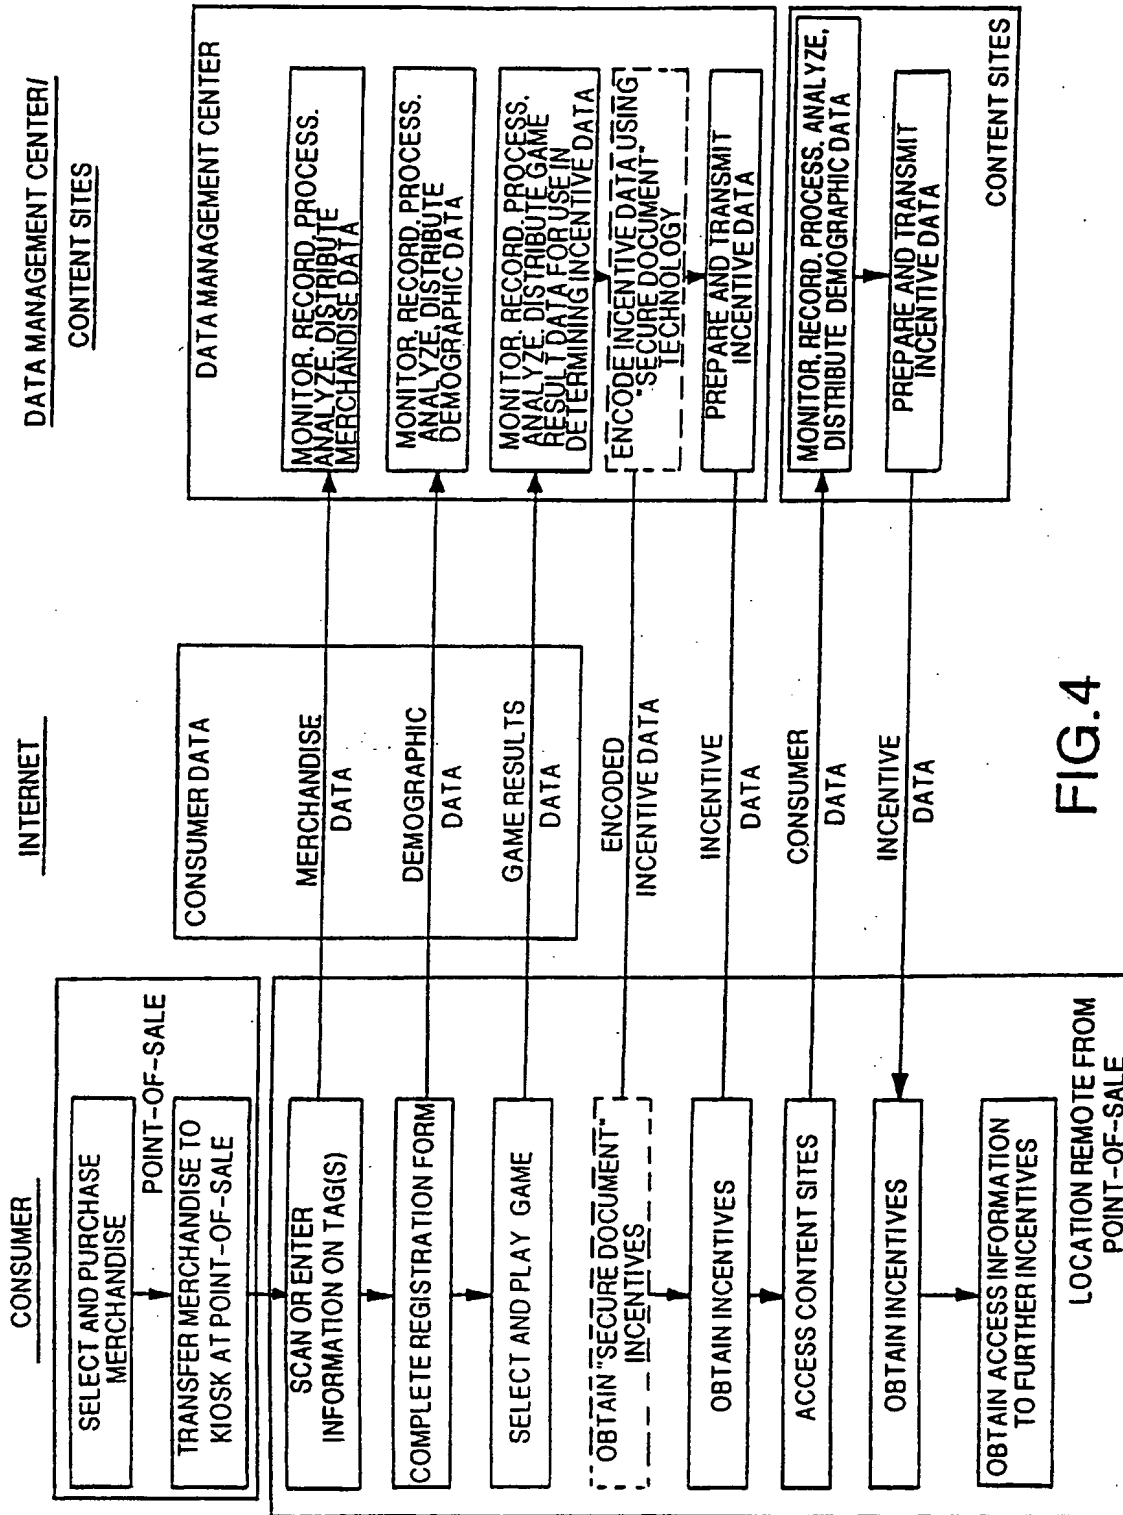 CONSUMER
INTERNET
DATA MANAGEMENT CENTER/
CONTENT SITES
SELECT AND PURCHASE
MERCHANDISE
POINT-OF-SALE
TRANSFER MERCHANDISE TO
KIOSK AT POINT-OF-SALE
SCAN OR ENTER
INFORMATION ON TAG(S)
COMPLETE REGISTRATION FORM
SELECT AND PLAY GAME
OBTAIN "SECURE DOCUMENT"
INCENTIVES
OBTAIN INCENTIVES
ACCESS CONTENT SITES
OBTAIN INCENTIVES
OBTAIN ACCESS INFORMATION
TO FURTHER INCENTIVES
LOCATION REMOTE FROM
POINT-OF-SALE
CONSUMER DATA
MERCHANDISE
DATA
DEMOGRAPHIC
DATA
GAME RESULTS
DATA
ENCODED
INCENTIVE DATA
INCENTIVE
DATA
CONSUMER
DATA
INCENTIVE
DATA
DATA MANAGEMENT CENTER
MONITOR, RECORD, PROCESS,
ANALYZE, DISTRIBUTE
MERCHANDISE DATA
MONITOR, RECORD, PROCESS,
ANALYZE, DISTRIBUTE
DEMOGRAPHIC DATA
MONITOR, RECORD, PROCESS,
ANALYZE, DISTRIBUTE GAME
RESULT DATA FOR USE IN
DETERMINING INCENTIVE DATA
ENCODE INCENTIVE DATA USING
"SECURE DOCUMENT"
TECHNOLOGY
PREPARE AND TRANSMIT
INCENTIVE DATA
MONITOR, RECORD, PROCESS, ANALYZE,
DISTRIBUTE DEMOGRAPHIC DATA
PREPARE AND TRANSMIT
INCENTIVE DATA
CONTENT SITES
FIG.4